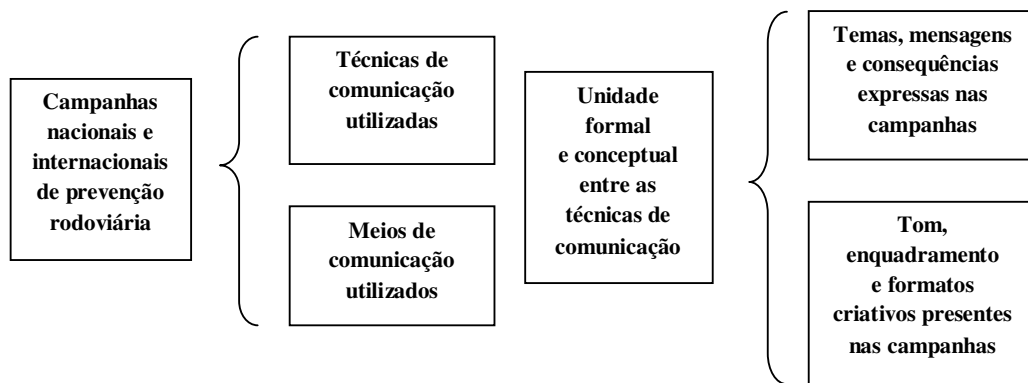 Campanhas
nacionais e
internacionais
de prevenção
rodoviária
Técnicas de
comunicação
utilizadas
Meios de
comunicação
utilizados
Unidade
formal
e conceptual
entre as
técnicas de
comunicação
Temas, mensagens
e consequências
expressas nas
campanhas
Tom,
enquadramento
e formatos
criativos presentes
nas campanhas